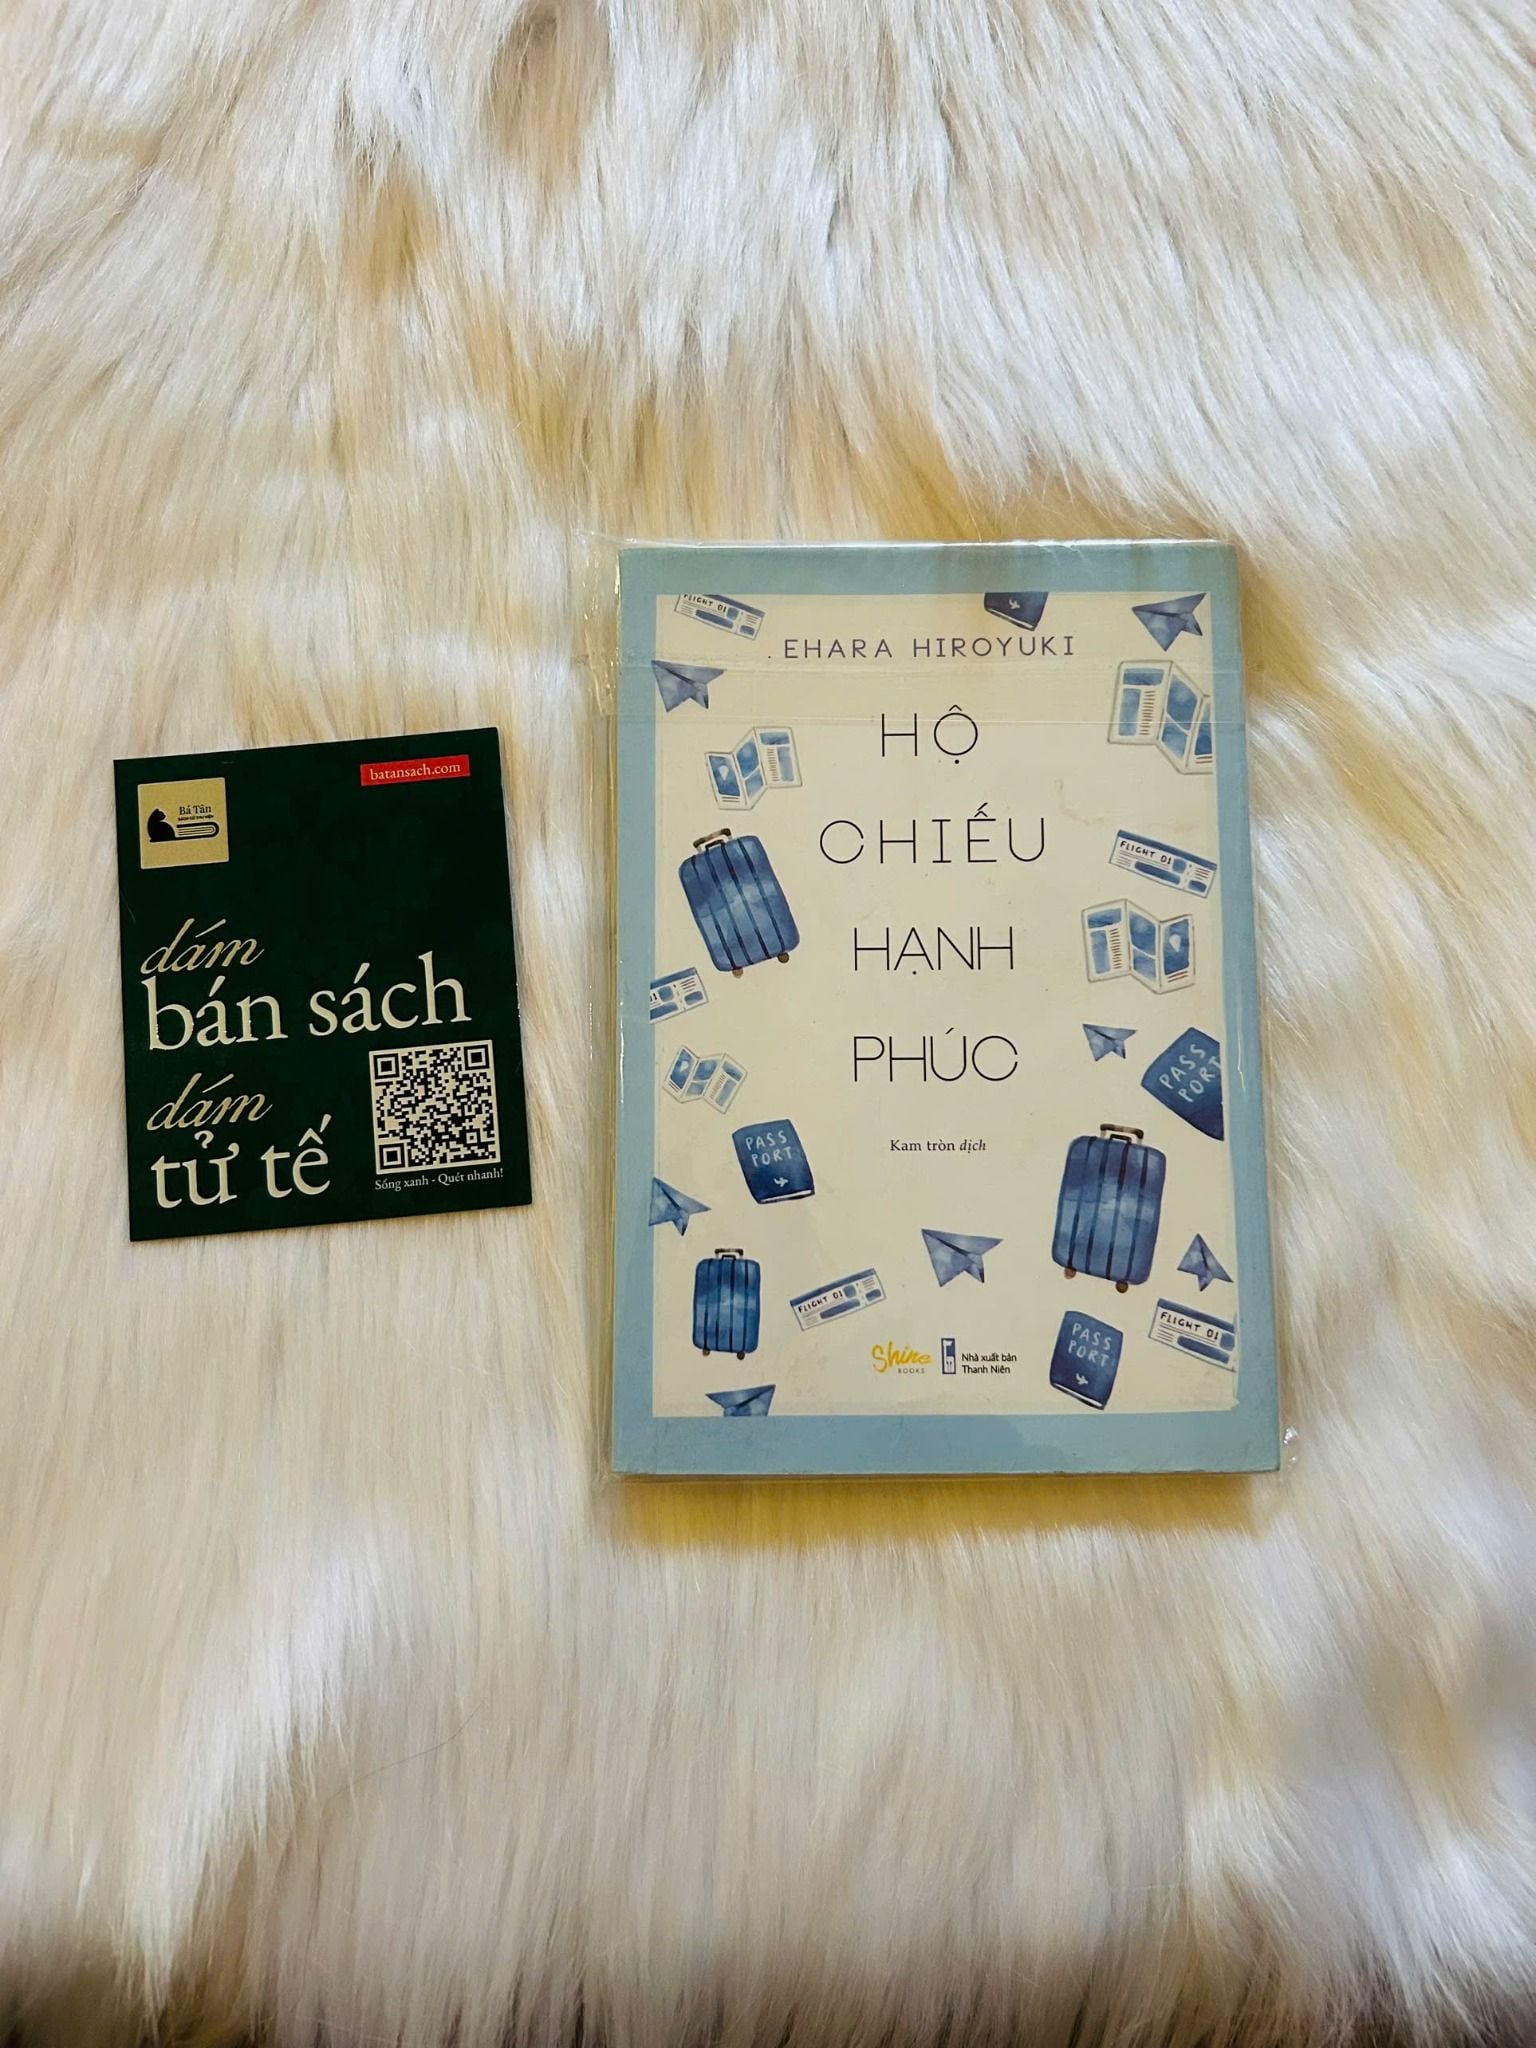 batansach.com
Bá Tân
dám
bán sách
dám
tử tế
Sống xanh - Quét nhanh!
FLIGHT 01
EHARA HIROYUKI
HỘ
CHIẾU
HẠNH
PHÚC
Kam tròn dịch
FLIGHT 01
01
PASS
PORT
PASS
PORT
FLIGHT 01
FLIGHT 01
PASS
PORT
Shine
BOOKS
Nhà xuất bản
Thanh Niên